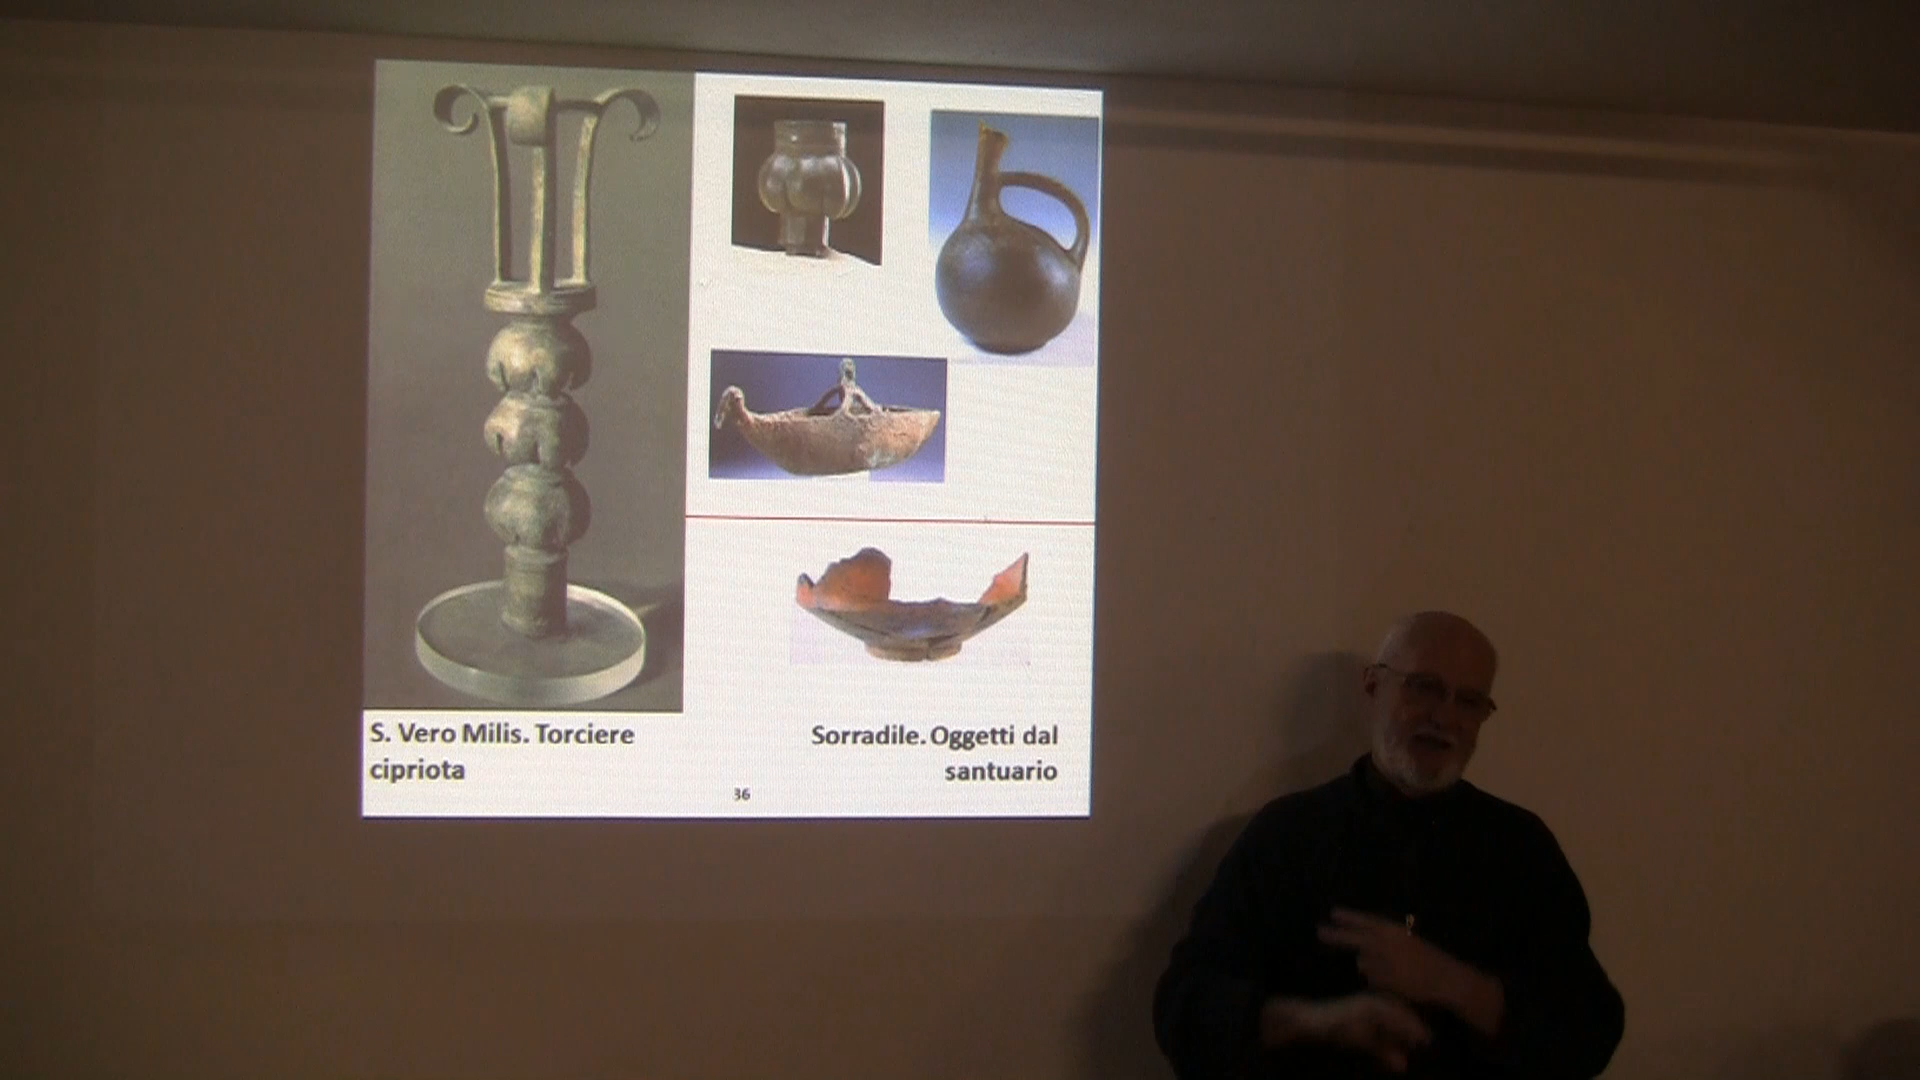 S. Vero Milis. Torciere
cipriota
Sorradile. Oggetti dal
santuario
36